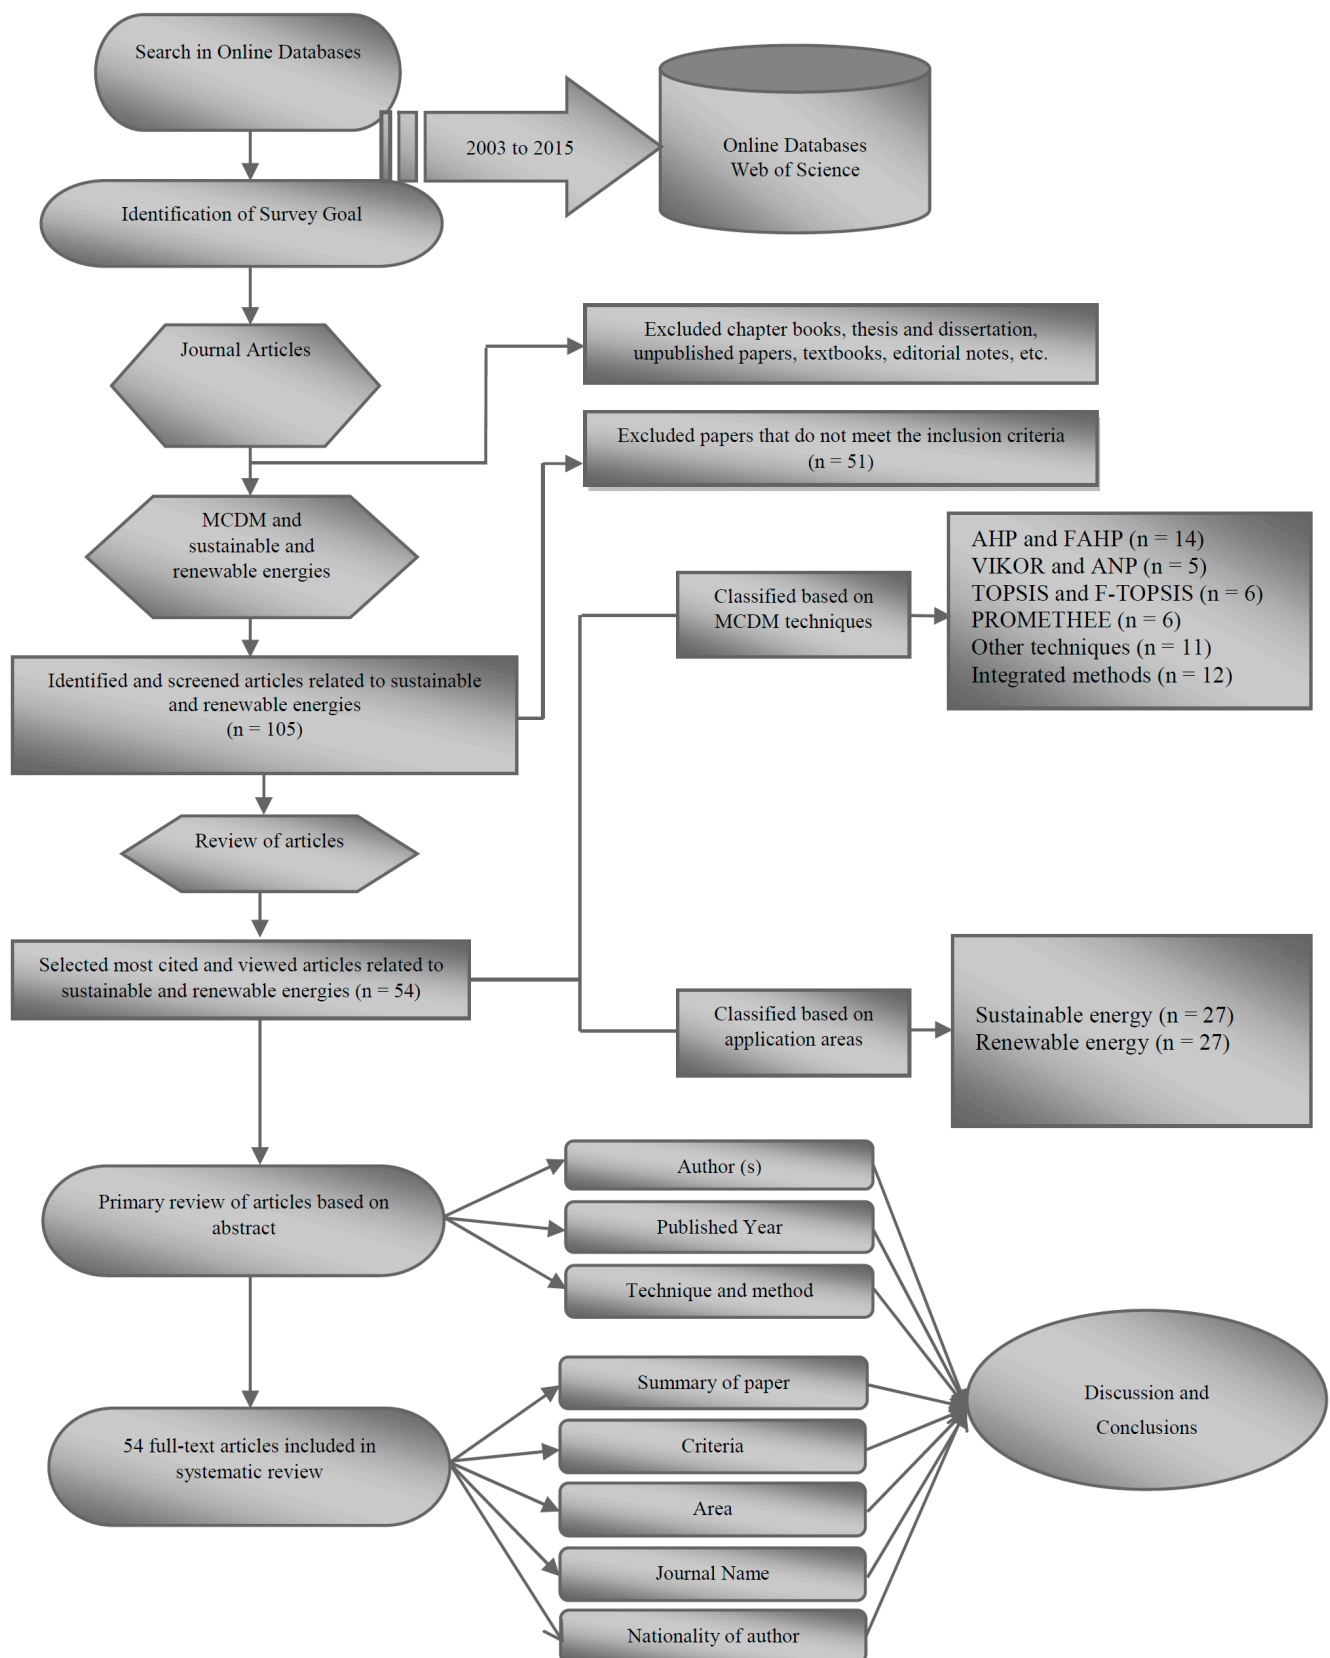 Search in Online Databases
2003 to 2015
Online Databases
Web of Science
Identification of Survey Goal
Journal Articles
Excluded chapter books, thesis and dissertation,
unpublished papers, textbooks, editorial notes, etc.
Excluded papers that do not meet the inclusion criteria
(n = 51)
MCDM and
sustainable and
renewable energies
Identified and screened articles related to sustainable
and renewable energies
(n = 105)
Classified based on
MCDM techniques
AHP and FAHP (n = 14)
VIKOR and ANP (n = 5)
TOPSIS and F-TOPSIS (n = 6)
PROMETHEE (n = 6)
Other techniques (n = 11)
Integrated methods (n = 12)
Review of articles
Selected most cited and viewed articles related to
sustainable and renewable energies (n = 54)
Classified based on
application areas
Sustainable energy (n = 27)
Renewable energy (n = 27)
Primary review of articles based on
abstract
Author (s)
Published Year
Technique and method
54 full-text articles included in
systematic review
Summary of paper
Criteria
Area
Journal Name
Nationality of author
Discussion and
Conclusions